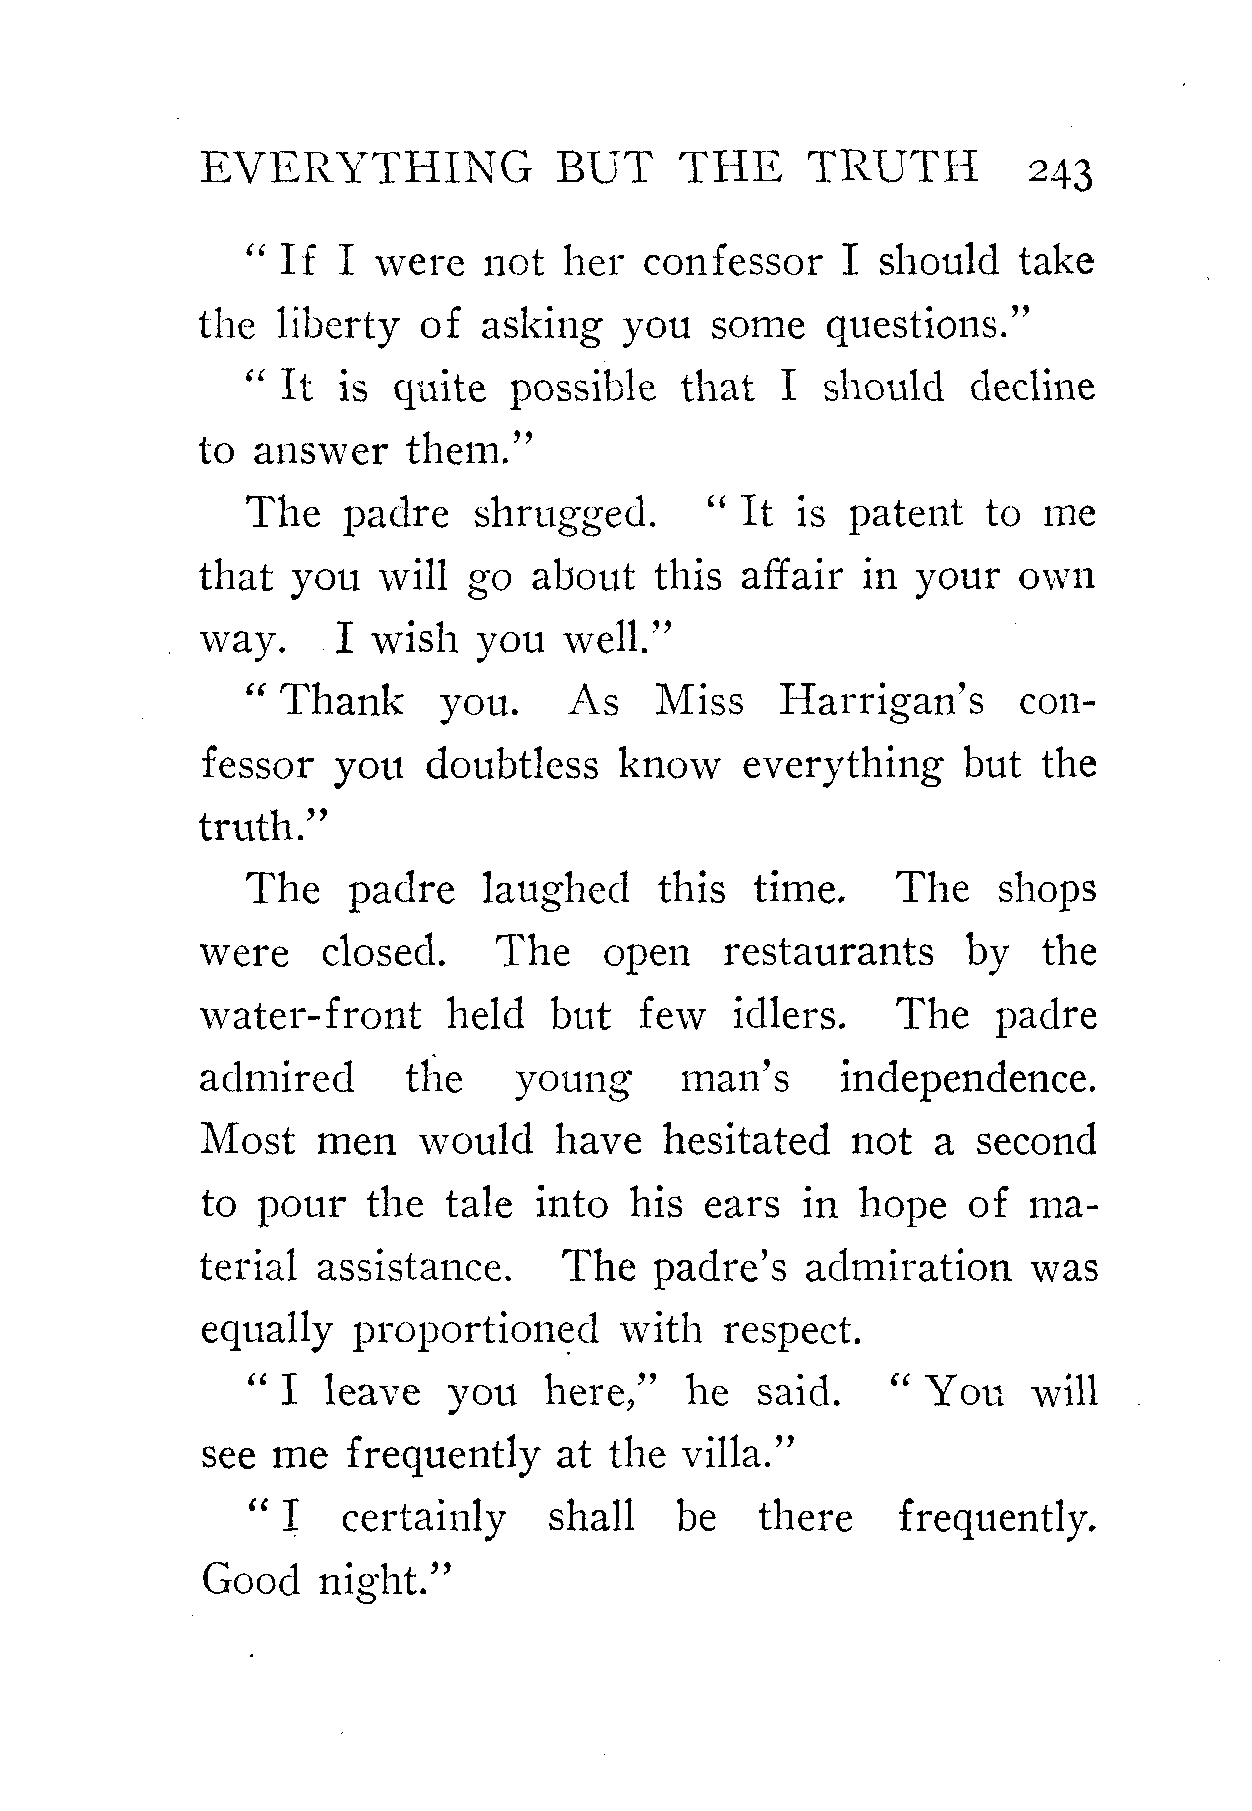 EVERYTHING BUT THE TRUTH 243
“ If I were not her confessor I should take
the liberty of asking you some questions.”
“ It is quite possible that I should decline
to answer them.”
The padre shrugged. “ It is patent to me
that you will go about this affair in your own
way. I wish you well.”
“ Thank you. As Miss Harrigan’s con-
fessor you doubtless know everything but the
truth.”
The padre laughed this time. The shops
were closed. The open restaurants by the
water-front held but few idlers. The padre
admired the young man’s independence.
Most men would have hesitated not a second
to pour the tale into his ears in hope of ma-
terial assistance. The padre’s admiration was
equally proportioned with respect.
“ I leave you here,” he said. “ You will
see me frequently at the villa.”
“ I certainly shall be there frequently.
Good night.”